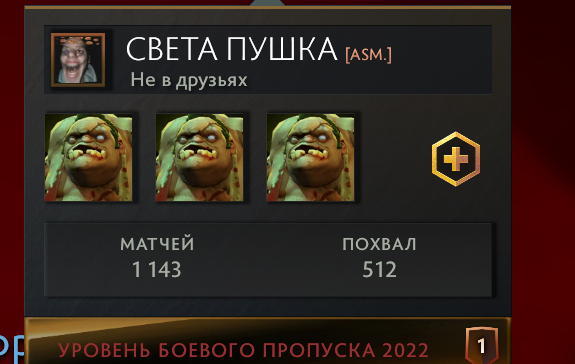 СВЕТА ПУШКА [ASM.]
Не в друзьях
МАТЧЕЙ ПОХВАЛ
1 143 512
УРОВЕНЬ БОЕВОГО ПРОПУСКА 2022 1